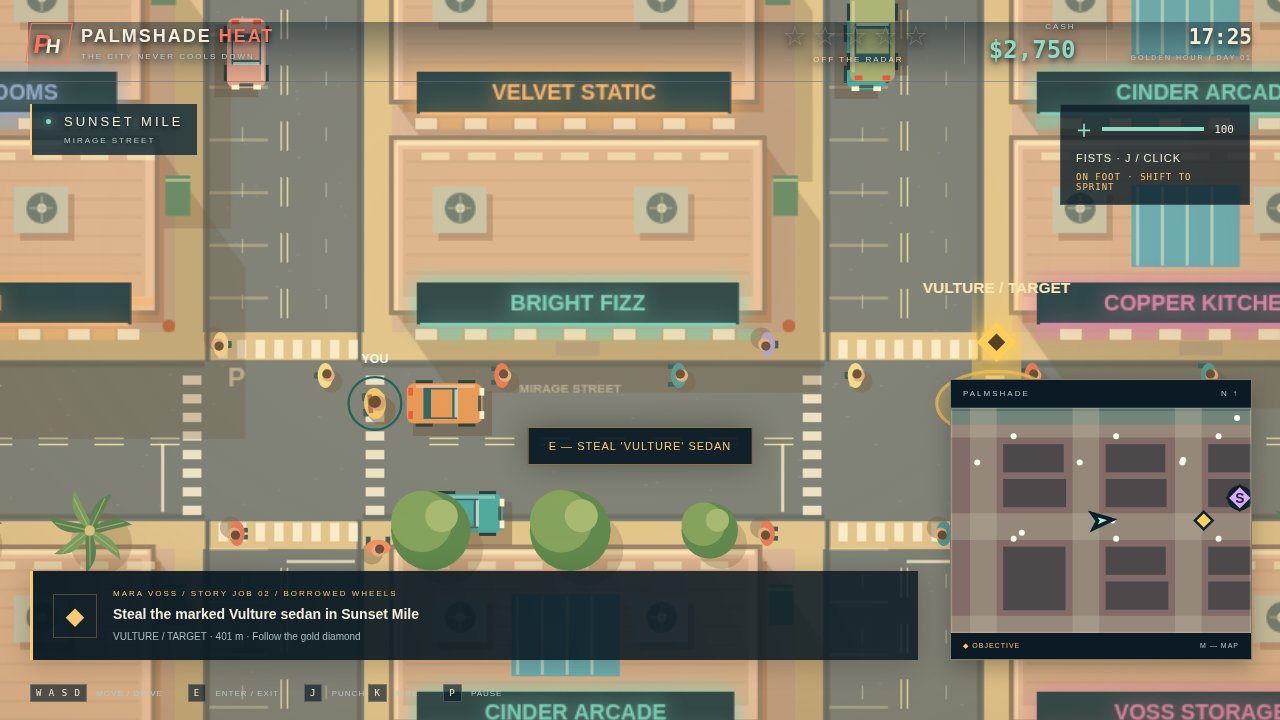 PH
PALMSHADE HEAT
THE CITY NEVER COOLS DOWN
OFF THE RADAR
CASH
$2,750
17:25
GOLDEN HOUR / DAY 01
OOMS
VELVET STATIC
CINDER ARCAD
SUNSET MILE
MIRAGE STREET
100
FISTS · J / CLICK
ON FOOT · SHIFT TO
SPRINT
VULTURE / TARGET
BRIGHT FIZZ
COPPER KITCHE
YOU
P
MIRAGE STREET
E — STEAL 'VULTURE' SEDAN
PALMSHADE
N ↑
S
◆ OBJECTIVE
M — MAP
MARA VOSS / STORY JOB 02 / BORROWED WHEELS
Steal the marked Vulture sedan in Sunset Mile
VULTURE / TARGET · 401 m · Follow the gold diamond
W A S D MOVE / DRIVE
E ENTER / EXIT
J PUNCH
K
P PAUSE
CINDER ARCADE
VOSS STORAGE